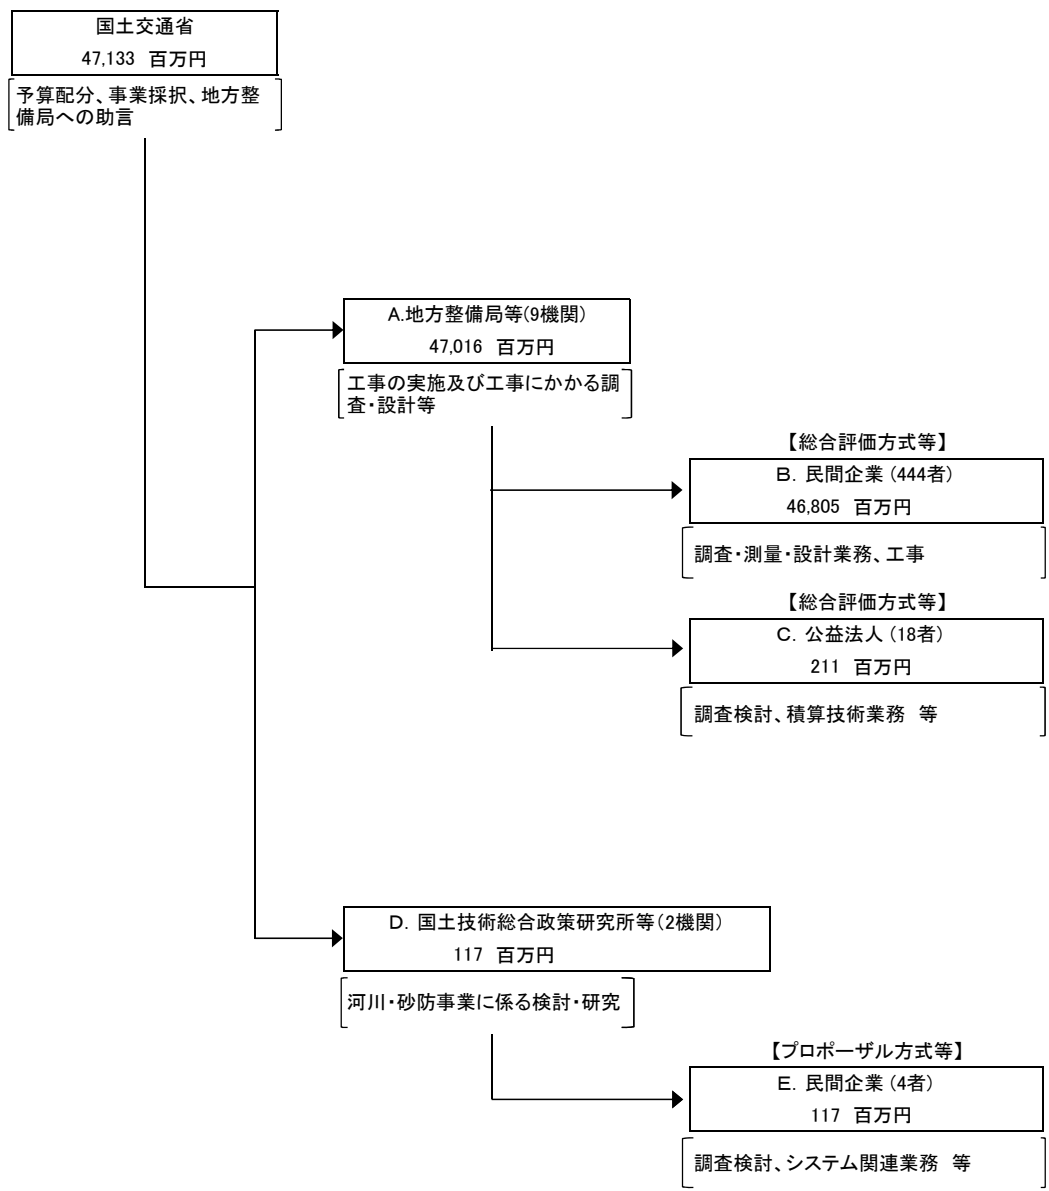 国土交通省
47,133 百万円
予算配分、事業採択、地方整
備局への助言
A.地方整備局等(9機関)
47,016 百万円
工事の実施及び工事にかかる調
査・設計等
【総合評価方式等】
B. 民間企業(444者)
46,805 百万円
調査・測量・設計業務、工事
【総合評価方式等】
C. 公益法人(18者)
211 百万円
調査検討、積算技術業務 等
D. 国土技術総合政策研究所等(2機関)
117 百万円
河川・砂防事業に係る検討・研究
【プロポーザル方式等】
E. 民間企業(4者)
117 百万円
調査検討、システム関連業務 等